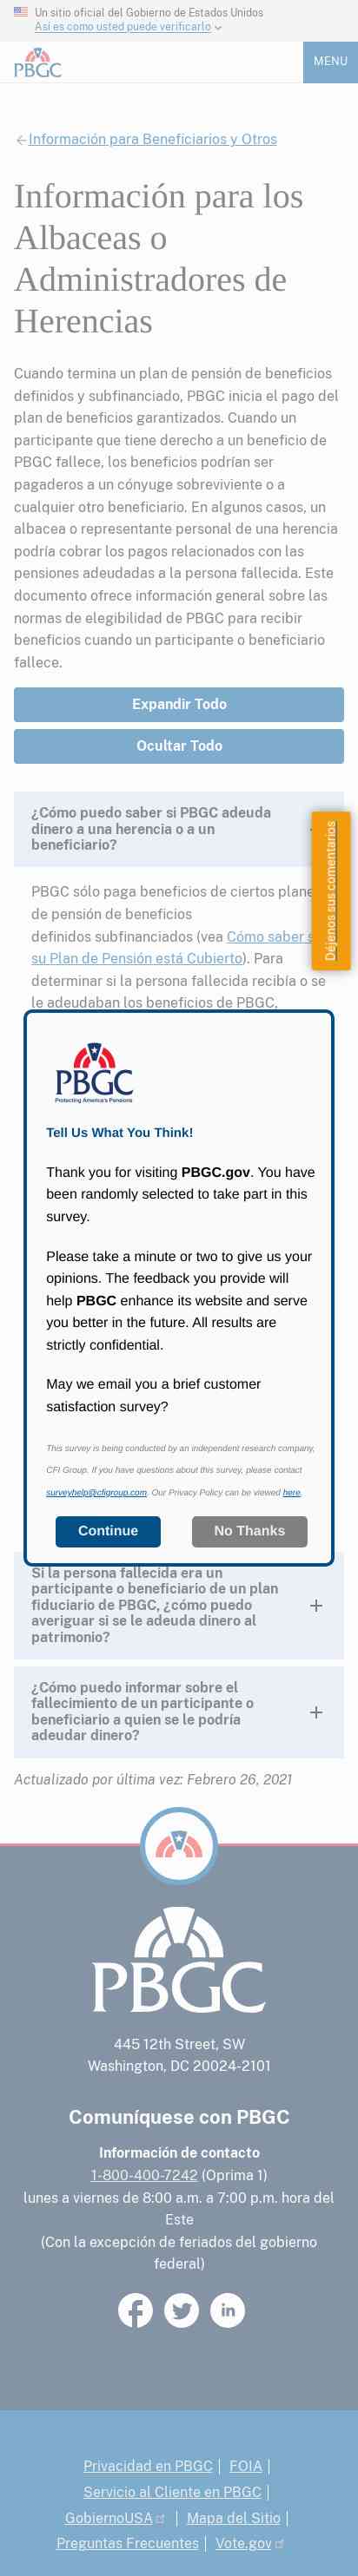 Un sitio oficial del Gobierno de Estados Unidos
Así es como usted puede verificarlo
PBGC
MENU
Información para Beneficiarios y Otros
Información para los
Albaceas o
Administradores de
Herencias
Cuando termina un plan de pensión de beneficios
definidos y subfinanciado, PBGC inicia el pago del
plan de beneficios garantizados. Cuando un
participante que tiene derecho a un beneficio de
PBGC fallece, los beneficios podrían ser
pagaderos a un cónyuge sobreviviente o a
cualquier otro beneficiario. En algunos casos, un
albacea o representante personal de una herencia
podría cobrar los pagos relacionados con las
pensiones adeudadas a la persona fallecida. Este
documento ofrece información general sobre las
normas de elegibilidad de PBGC para recibir
beneficios cuando un participante o beneficiario
fallece.
Expandir Todo
Ocultar Todo
¿Cómo puedo saber si PBGC adeuda
dinero a una herencia o a un
beneficiario?
Déjenos sus comentarios
PBGC sólo paga beneficios de ciertos
de pensión de beneficios
definidos subfinanciados (vea Cómo saber
su Plan de Pensión está Cubierto). Para
determinar si la persona fallecida recibía o se
le adeudaban los beneficios de PBGC,
PBGC
Protecting America's Pensions
Tell Us What You Think!
Thank you for visiting PBGC.gov. You have
been randomly selected to take part in this
survey.
Please take a minute or two to give us your
opinions. The feedback you provide will
help PBGC enhance its website and serve
you better in the future. All results are
strictly confidential.
May we email you a brief customer
satisfaction survey?
This survey is being conducted by an independent research company,
CFI Group. If you have questions about this survey, please contact
surveyhelp@cfigroup.com. Our Privacy Policy can be viewed here.
Continue
No Thanks
Si la persona fallecida era un
participante o beneficiario de un plan
fiduciario de PBGC, ¿cómo puedo
averiguar si se le adeuda dinero al
patrimonio?
¿Cómo puedo informar sobre el
fallecimiento de un participante o
beneficiario a quien se le podría
adeudar dinero?
Actualizado por última vez: Febrero 26, 2021
PBGC
445 12th Street, SW
Washington, DC 20024-2101
Comuníquese con PBGC
Información de contacto
1-800-400-7242 (Oprima 1)
lunes a viernes de 8:00 a.m. a 7:00 p.m. hora del
Este
(Con la excepción de feriados del gobierno
federal)
Privacidad en PBGC | FOIA |
Servicio al Cliente en PBGC |
GobiernoUSA | Mapa del Sitio |
Preguntas Frecuentes | Vote.gov